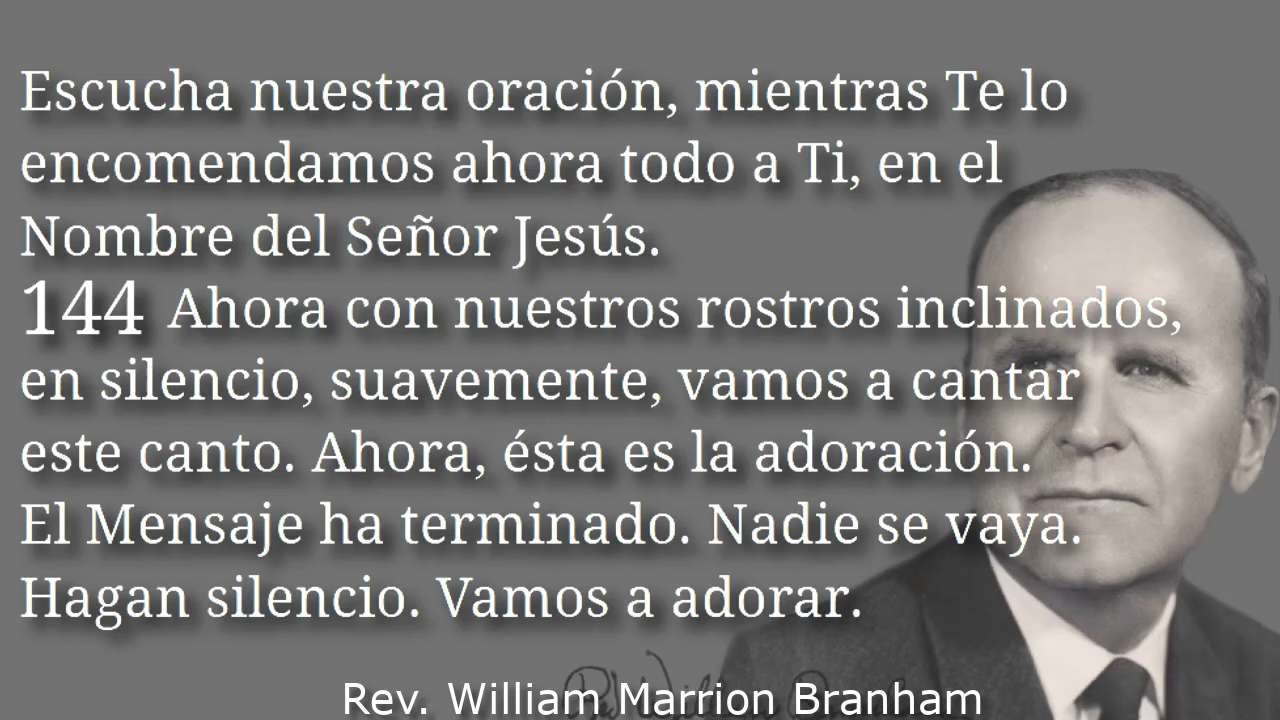 Escucha nuestra oración, mientras Te lo
encomendamos ahora todo a Ti, en el
Nombre del Señor Jesús.
144 Ahora con nuestros rostros inclinados,
en silencio, suavemente, vamos a cantar
este canto. Ahora, ésta es la adoración.
El Mensaje ha terminado. Nadie se vaya.
Hagan silencio. Vamos a adorar.
Rev. William Marrion Branham